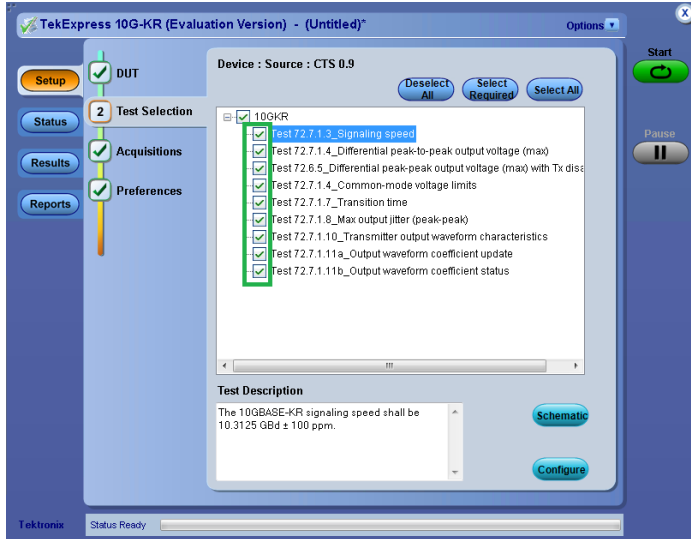 TekExpress 10G-KR (Evaluation Version) - (Untitled)*
Options
X
Start
Setup
DUT
Device : Source : CTS 0.9
Deselect All
Select Required
Select All
Status
2 Test Selection
10GKR
Test 72.7.1.3_Signaling speed
Pause
Acquisitions
Test 72.7.1.4_Differential peak-to-peak output voltage (max)
Results
Test 72.6.5_Differential peak-peak output voltage (max) with Tx disa
Test 72.7.1.4_Common-mode voltage limits
Preferences
Test 72.7.1.7_Transition time
Reports
Test 72.7.1.8_Max output jitter (peak-peak)
Test 72.7.1.10_Transmitter output waveform characteristics
Test 72.7.1.11a_Output waveform coefficient update
Test 72.7.1.11b_Output waveform coefficient status
Test Description
The 10GBASE-KR signaling speed shall be
10.3125 GBd ± 100 ppm.
Schematic
Configure
Tektronix
Status Ready